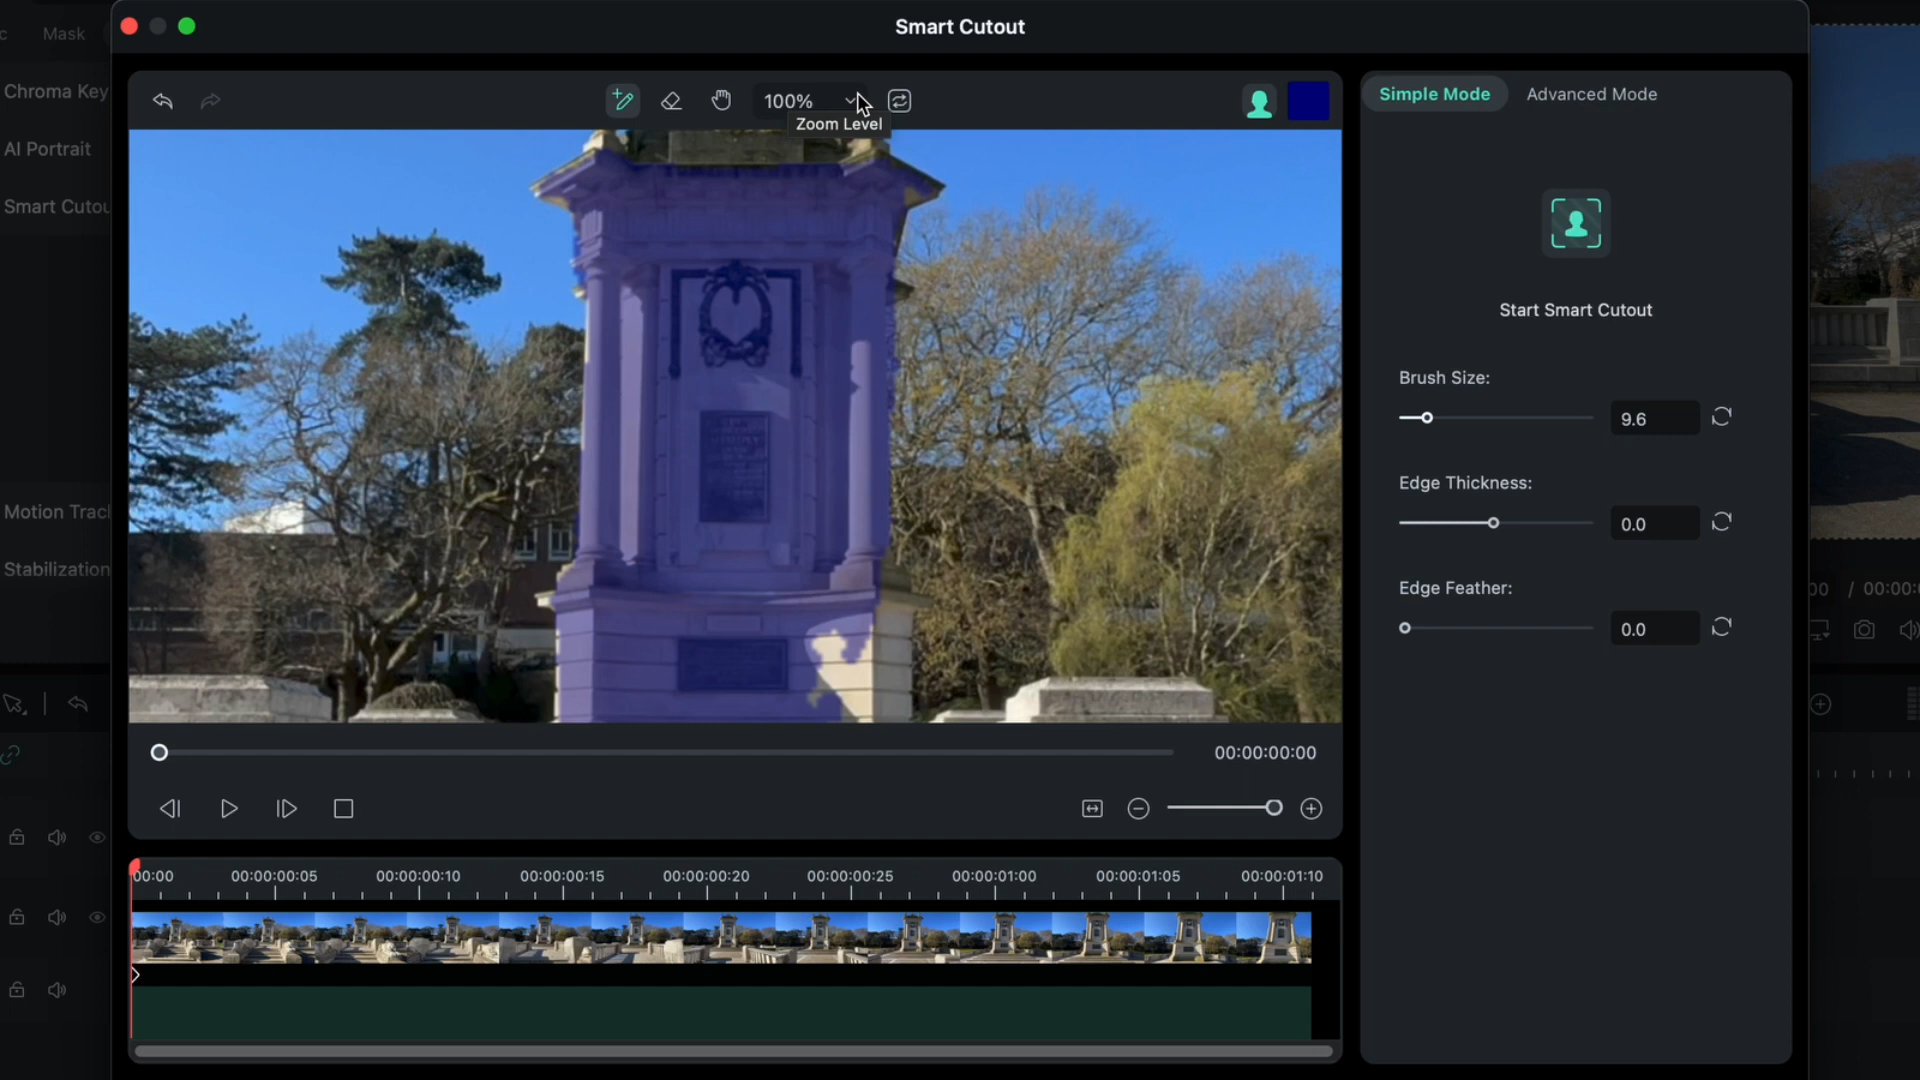 Smart Cutout
Mask
Chroma Key
AI Portrait
Smart Cutou
Motion Trac
Stabilization
100%
Zoom Level
Simple Mode
Advanced Mode
Start Smart Cutout
Brush Size:
9.6
Edge Thickness:
0.0
Edge Feather:
0.0
00 / 00:00:
00:00:00:00
00:00 00:00:00:05 00:00:00:10 00:00:00:15 00:00:00:20 00:00:00:25 00:00:01:00 00:00:01:05 00:00:01:10